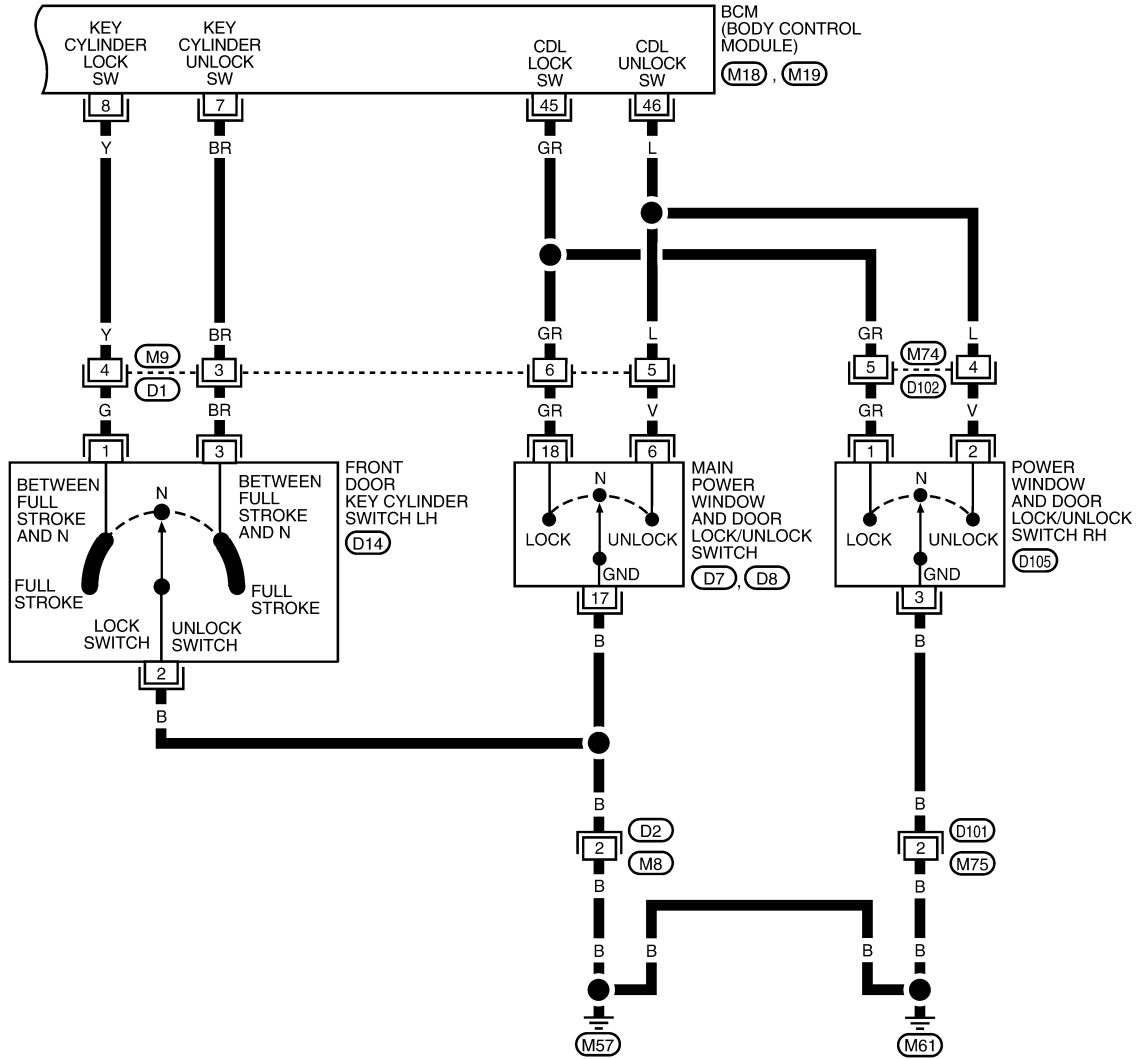 BCM
(BODY CONTROL
MODULE)
M18 , M19
KEY
CYLINDER
LOCK
SW
KEY
CYLINDER
UNLOCK
SW
CDL
LOCK
SW
CDL
UNLOCK
SW
8 7 45 46
Y BR GR L
Y BR GR L GR L
4 M9 3 6 5 5 M74 4
D1 D102
G BR GR V GR V
1 3 18 6 1 2
BETWEEN
FULL
STROKE
AND N
N
BETWEEN
FULL
STROKE
AND N
FULL
STROKE
FULL
STROKE
LOCK
SWITCH
UNLOCK
SWITCH
FRONT
DOOR
KEY CYLINDER
SWITCH LH
D14
N
LOCK UNLOCK
GND
MAIN
POWER
WINDOW
AND DOOR
LOCK/UNLOCK
SWITCH
D7 , D8
N
LOCK UNLOCK
GND
POWER
WINDOW
AND DOOR
LOCK/UNLOCK
SWITCH RH
D105
2 17 3
B B B
B B
2 D2 2 D101
M8 M75
B B
B B B B
M57 M61